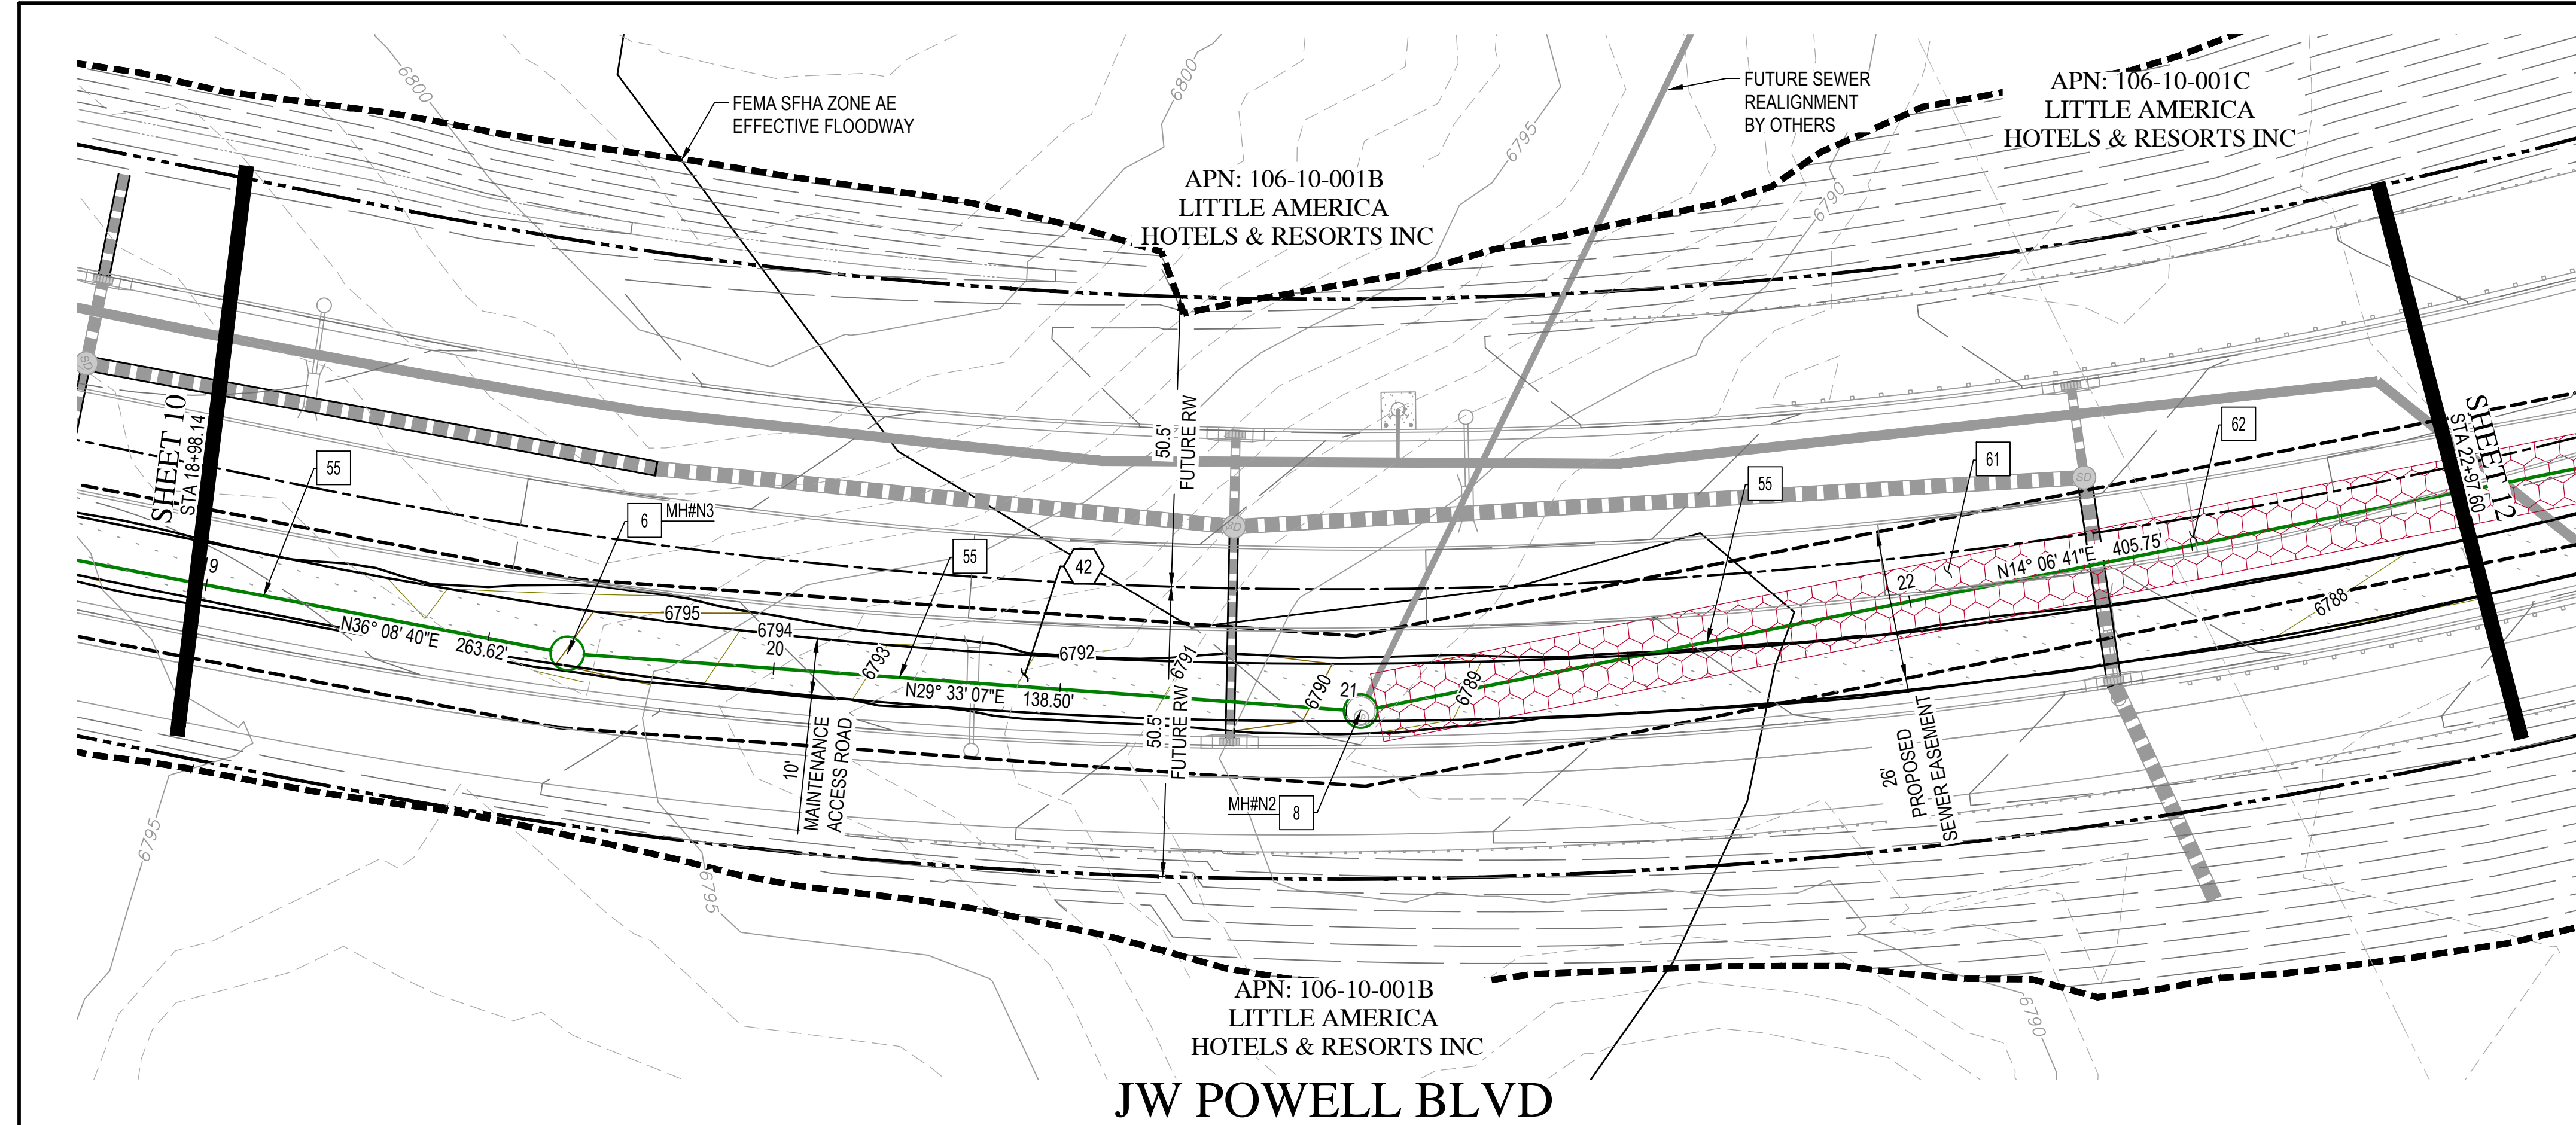 6800
FEMA SFHA ZONE AE
EFFECTIVE FLOODWAY
6800
6795
FUTURE SEWER
REALIGNMENT
BY OTHERS
6790
APN: 106-10-001C
LITTLE AMERICA
HOTELS & RESORTS INC
APN: 106-10-001B
LITTLE AMERICA
HOTELS & RESORTS INC
SHEET 10
STA 18+98.14
SD
55
6
MH#N3
55
42
50.5'
FUTURE RW
SD
55
61
62
SD
SHEET 12
STA 22+97.60
9
N36° 08' 40"E 263.62'
6795
6794
20
6793
6792
6791
N29° 33' 07"E 138.50'
6790
21
6789
22
N14° 06' 41"E 405.75'
6788
10'
MAINTENANCE
ACCESS ROAD
50.5'
FUTURE RW
MH#N2
8
26'
PROPOSED
SEWER EASEMENT
6795
6795
6790
APN: 106-10-001B
LITTLE AMERICA
HOTELS & RESORTS INC
JW POWELL BLVD